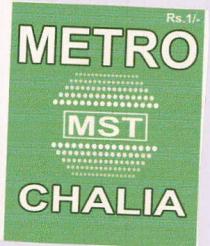 Rs.1/-
METRO
MST
CHALIA